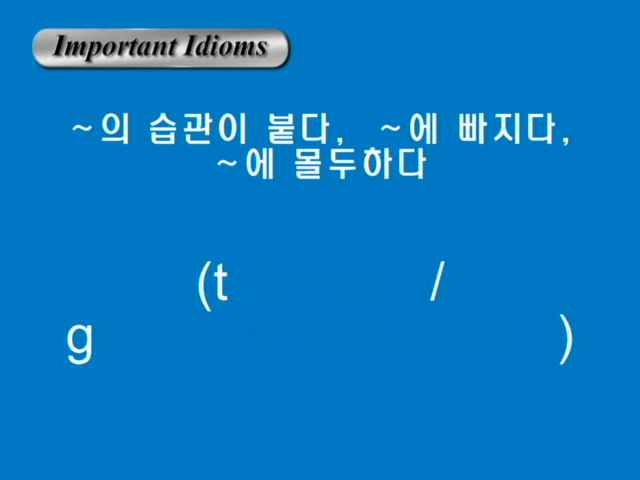 Important Idioms
~의 습관이 붙다, ~에 빠지다,
~에 몰두하다
(t /
g )